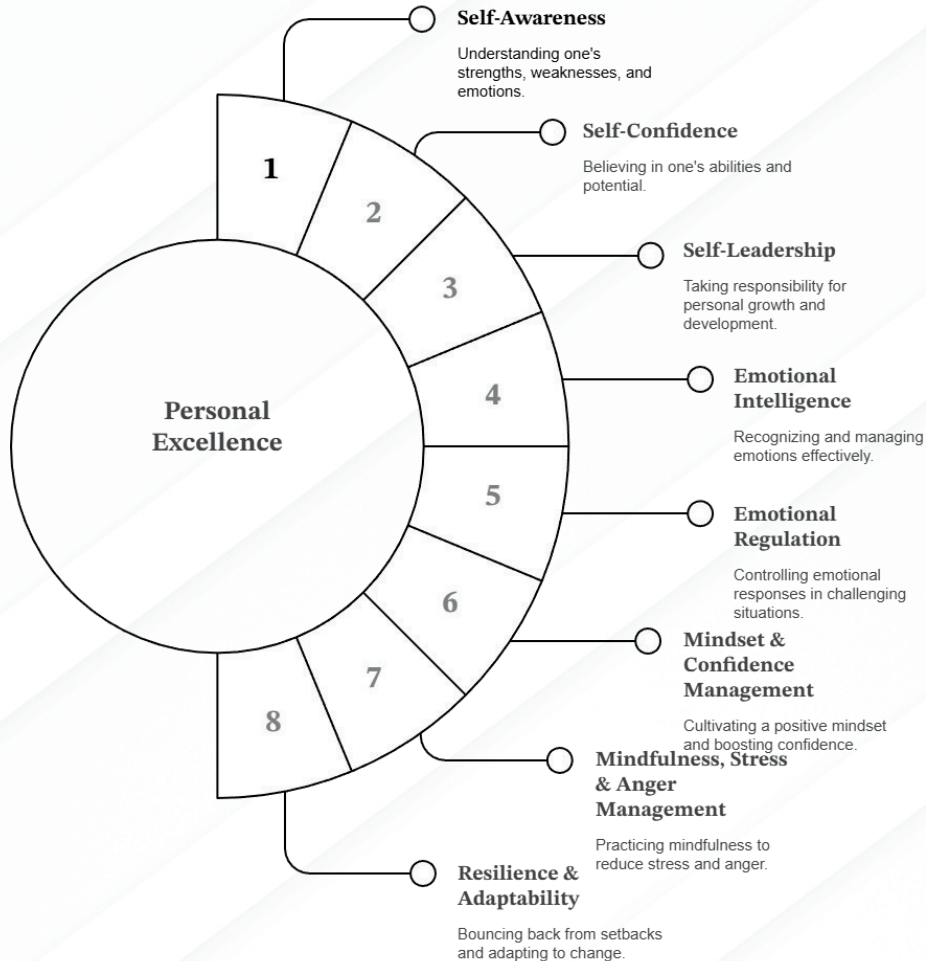 Self-Awareness
Understanding one's
strengths, weaknesses, and
emotions.
1
Self-Confidence
Believing in one's abilities and
potential.
2
Self-Leadership
Taking responsibility for
personal growth and
development.
3
Emotional
Intelligence
Recognizing and managing
emotions effectively.
4
Personal
Excellence
Emotional
Regulation
Controlling emotional
responses in challenging
situations.
5
Mindset &
Confidence
Management
Cultivating a positive mindset
and boosting confidence.
6
Mindfulness, Stress
& Anger
Management
Practicing mindfulness to
reduce stress and anger.
7
Resilience &
Adaptability
Bouncing back from setbacks
and adapting to change.
8